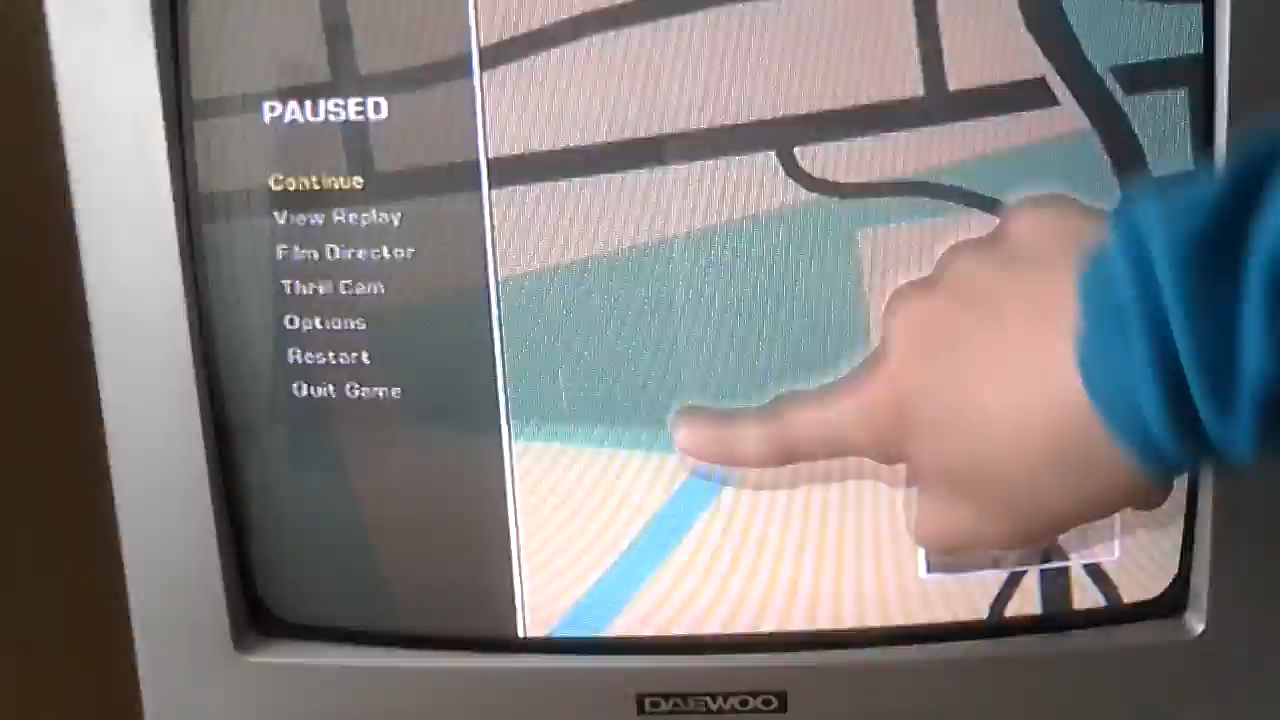 PAUSED
Continue
View Replay
Film Director
Thrill Cam
Options
Restart
Quit Game
DAEWOO